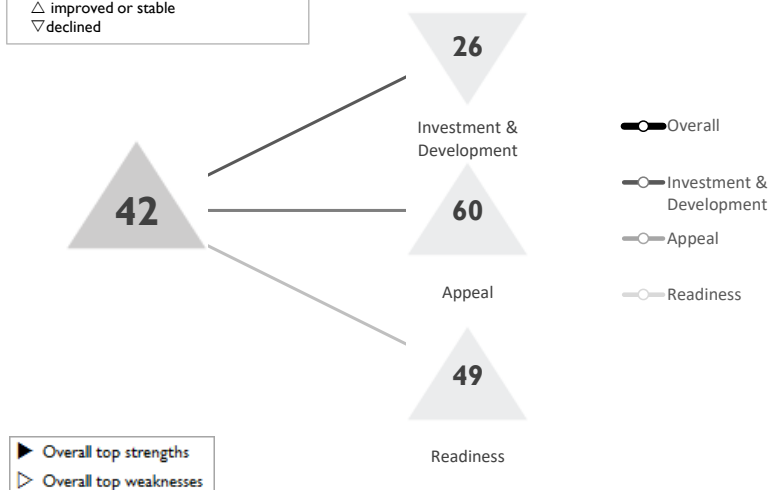 △ improved or stable
▽ declined
26
Investment &
Development
42
60
Appeal
49
Readiness
Overall
Investment &
Development
Appeal
Readiness
▶ Overall top strengths
▷ Overall top weaknesses